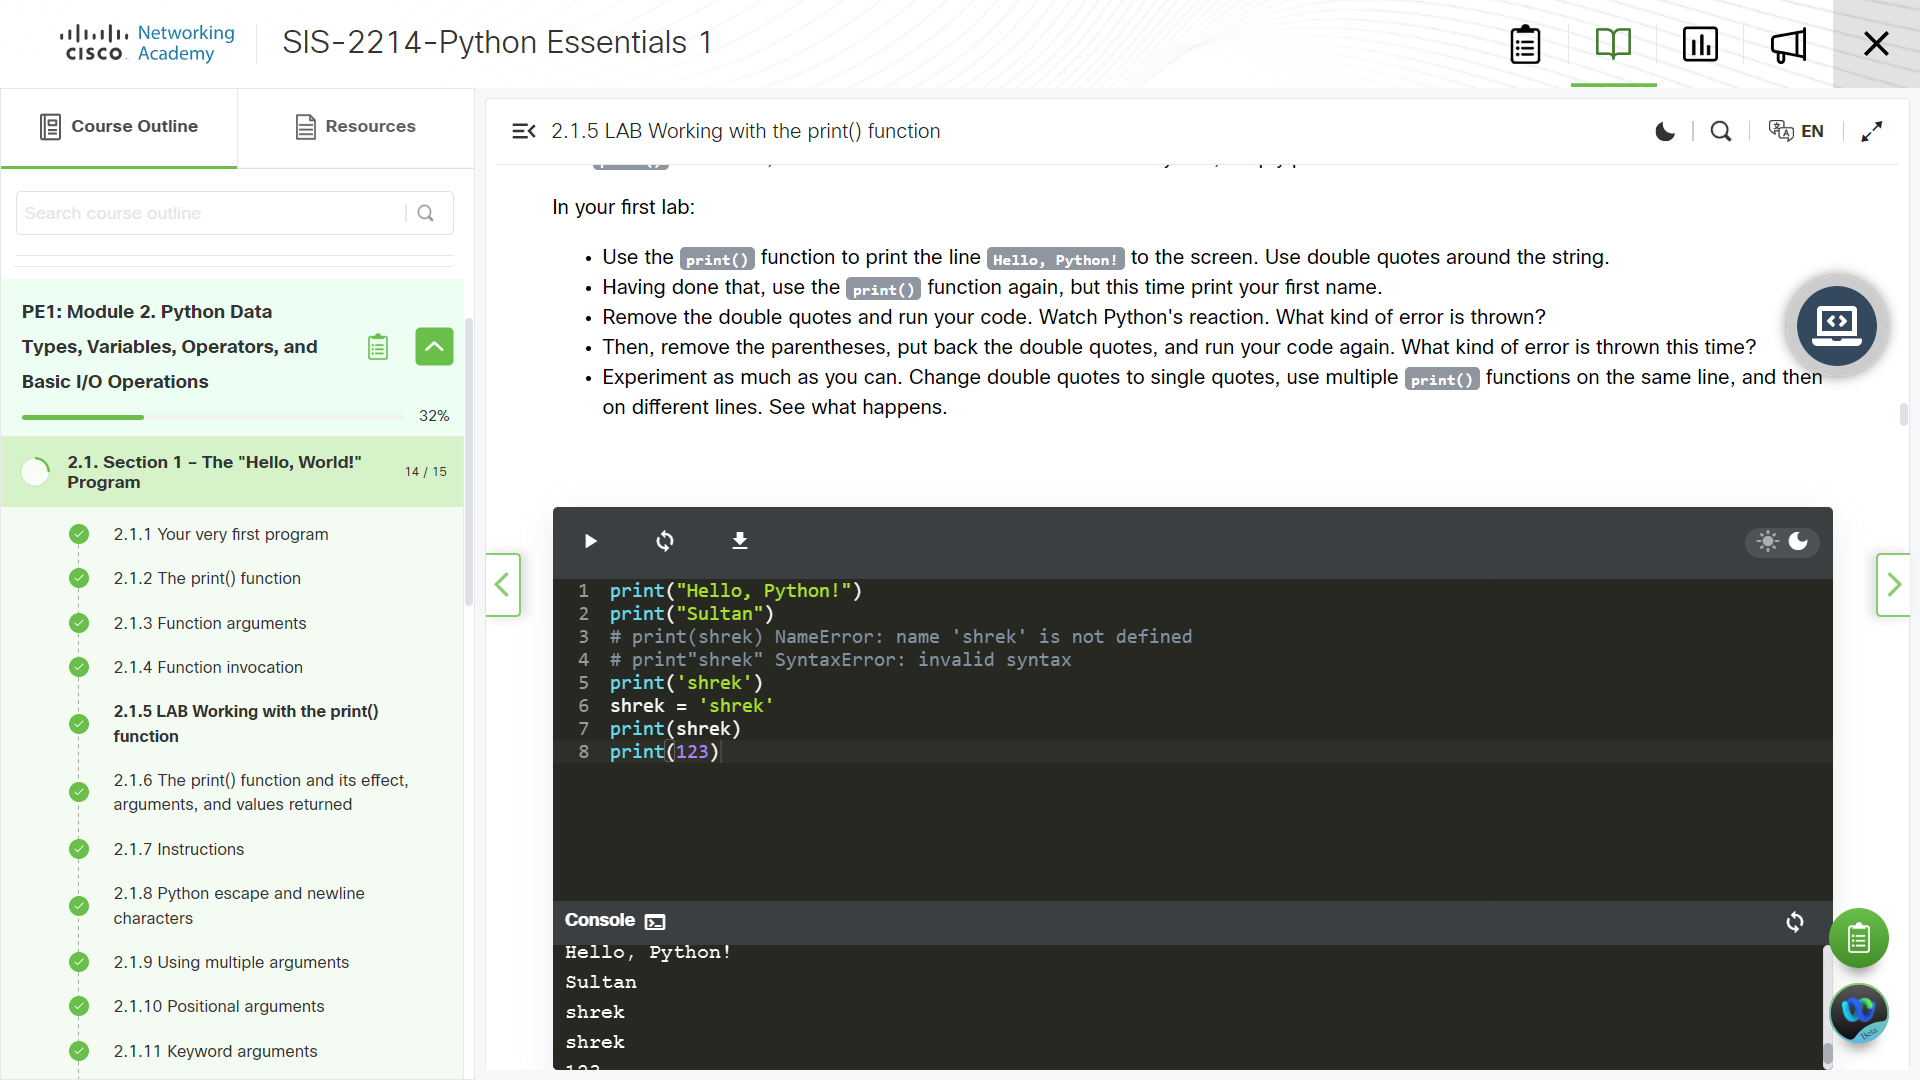 CISCO Networking Academy
SIS-2214-Python Essentials 1
Course Outline
Resources
Search course outline
PE1: Module 2. Python Data
Types, Variables, Operators, and
Basic I/O Operations
32%
2.1. Section 1 – The "Hello, World!"
Program
14 / 15
2.1.1 Your very first program
2.1.2 The print() function
2.1.3 Function arguments
2.1.4 Function invocation
2.1.5 LAB Working with the print()
function
2.1.6 The print() function and its effect,
arguments, and values returned
2.1.7 Instructions
2.1.8 Python escape and newline
characters
2.1.9 Using multiple arguments
2.1.10 Positional arguments
2.1.11 Keyword arguments
2.1.5 LAB Working with the print() function
EN
In your first lab:
• Use the print() function to print the line Hello, Python! to the screen. Use double quotes around the string.
• Having done that, use the print() function again, but this time print your first name.
• Remove the double quotes and run your code. Watch Python's reaction. What kind of error is thrown?
• Then, remove the parentheses, put back the double quotes, and run your code again. What kind of error is thrown this time?
• Experiment as much as you can. Change double quotes to single quotes, use multiple print() functions on the same line, and then
on different lines. See what happens.
1 print("Hello, Python!")
2 print("Sultan")
3 # print(shrek) NameError: name 'shrek' is not defined
4 # print"shrek" SyntaxError: invalid syntax
5 print('shrek')
6 shrek = 'shrek'
7 print(shrek)
8 print(123)
Console
Hello, Python!
Sultan
shrek
shrek
123
Beta